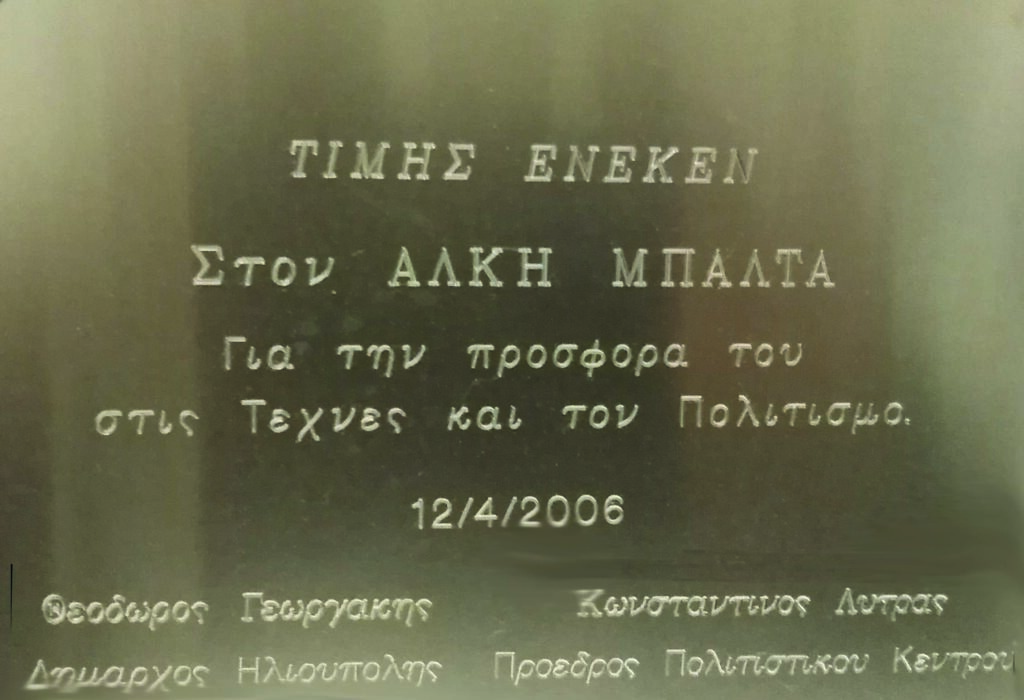 ΤΙΜΗΣ ΕΝΕΚΕΝ
Στον ΑΛΚΗ ΜΠΑΛΤΑ
Για την προσφορα του
στις Τεχνες και τον Πολιτισμο.
12/4/2006
Θεοδωρος Γεωργακης Κωνσταντινος Λυτρας
Δημαρχος Ηλιουπολης Προεδρος Πολιτιστικου Κεντρου